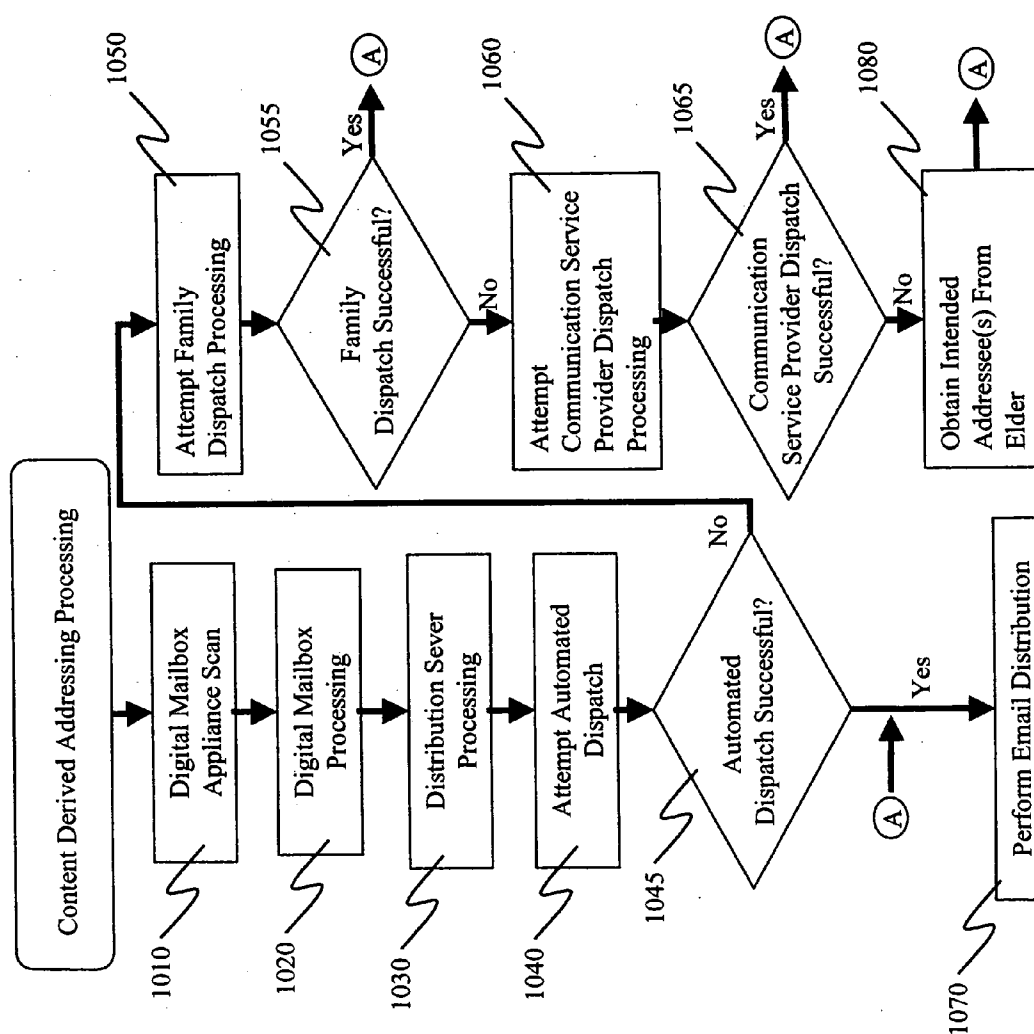 Content Derived Addressing Processing
1010
Digital Mailbox
Appliance Scan
1020
Digital Mailbox
Processing
1030
Distribution Sever
Processing
1040
Attempt Automated
Dispatch
1045
Automated
Dispatch Successful?
No
Yes
A
1070
Perform Email Distribution
1050
Attempt Family
Dispatch Processing
1055
Family
Dispatch Successful?
Yes
A
No
1060
Attempt
Communication Service
Provider Dispatch
Processing
1065
Communication
Service Provider Dispatch
Successful?
Yes
A
No
1080
Obtain Intended
Addressee(s) From
Elder
A